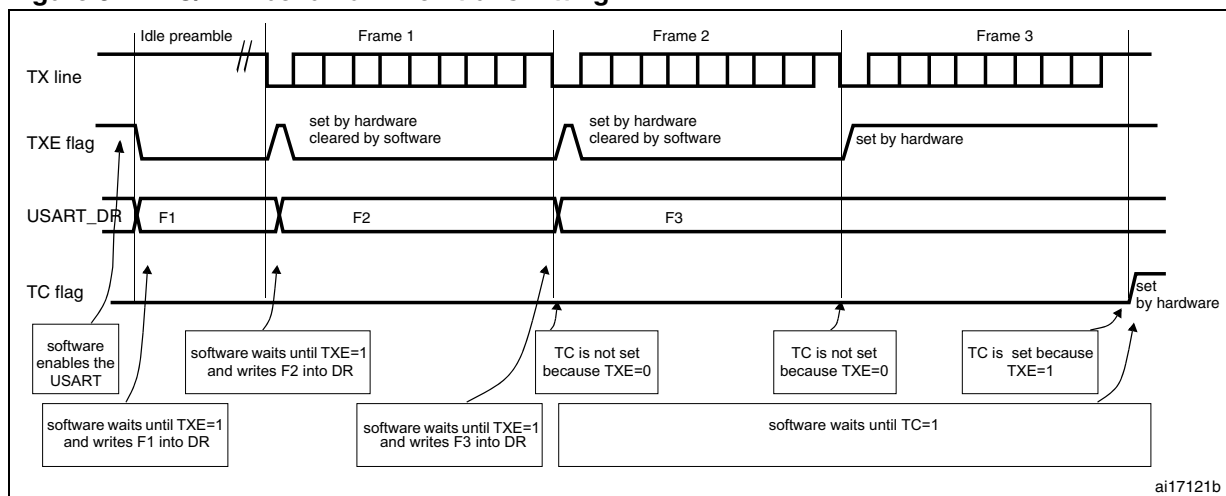 Idle preamble
Frame 1
Frame 2
Frame 3
TX line
TXE flag
set by hardware
cleared by software
set by hardware
cleared by software
set by hardware
USART_DR
F1
F2
F3
TC flag
set
by hardware
software
enables the
USART
software waits until TXE=1
and writes F2 into DR
TC is not set
because TXE=0
TC is not set
because TXE=0
TC is set because
TXE=1
software waits until TXE=1
and writes F1 into DR
software waits until TXE=1
and writes F3 into DR
software waits until TC=1
ai17121b